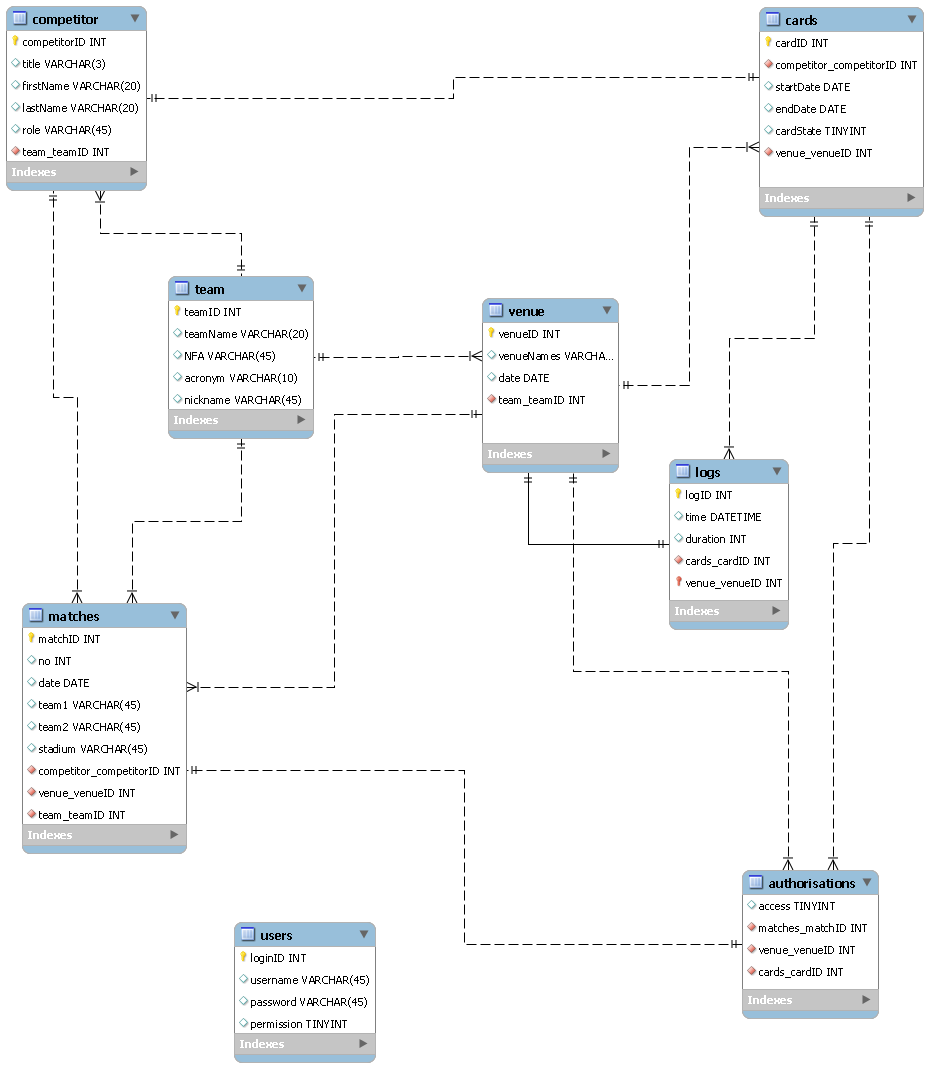 competitor
competitorID INT
title VARCHAR(3)
firstName VARCHAR(20)
lastName VARCHAR(20)
role VARCHAR(45)
team_teamID INT
Indexes
cards
cardID INT
competitor_competitorID INT
startDate DATE
endDate DATE
cardState TINYINT
venue_venueID INT
Indexes
team
teamID INT
teamName VARCHAR(20)
NFA VARCHAR(45)
acronym VARCHAR(10)
nickname VARCHAR(45)
Indexes
venue
venueID INT
venueNames VARCHA...
date DATE
team_teamID INT
Indexes
logs
logID INT
time DATETIME
duration INT
cards_cardID INT
venue_venueID INT
Indexes
matches
matchID INT
no INT
date DATE
team1 VARCHAR(45)
team2 VARCHAR(45)
stadium VARCHAR(45)
competitor_competitorID INT
venue_venueID INT
team_teamID INT
Indexes
authorisations
access TINYINT
matches_matchID INT
venue_venueID INT
cards_cardID INT
Indexes
users
loginID INT
username VARCHAR(45)
password VARCHAR(45)
permission TINYINT
Indexes